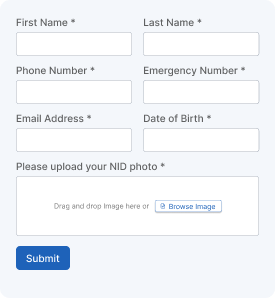 First Name *
Last Name *
Phone Number *
Emergency Number *
Email Address *
Date of Birth *
Please upload your NID photo *
Drag and drop Image here or Browse Image
Submit